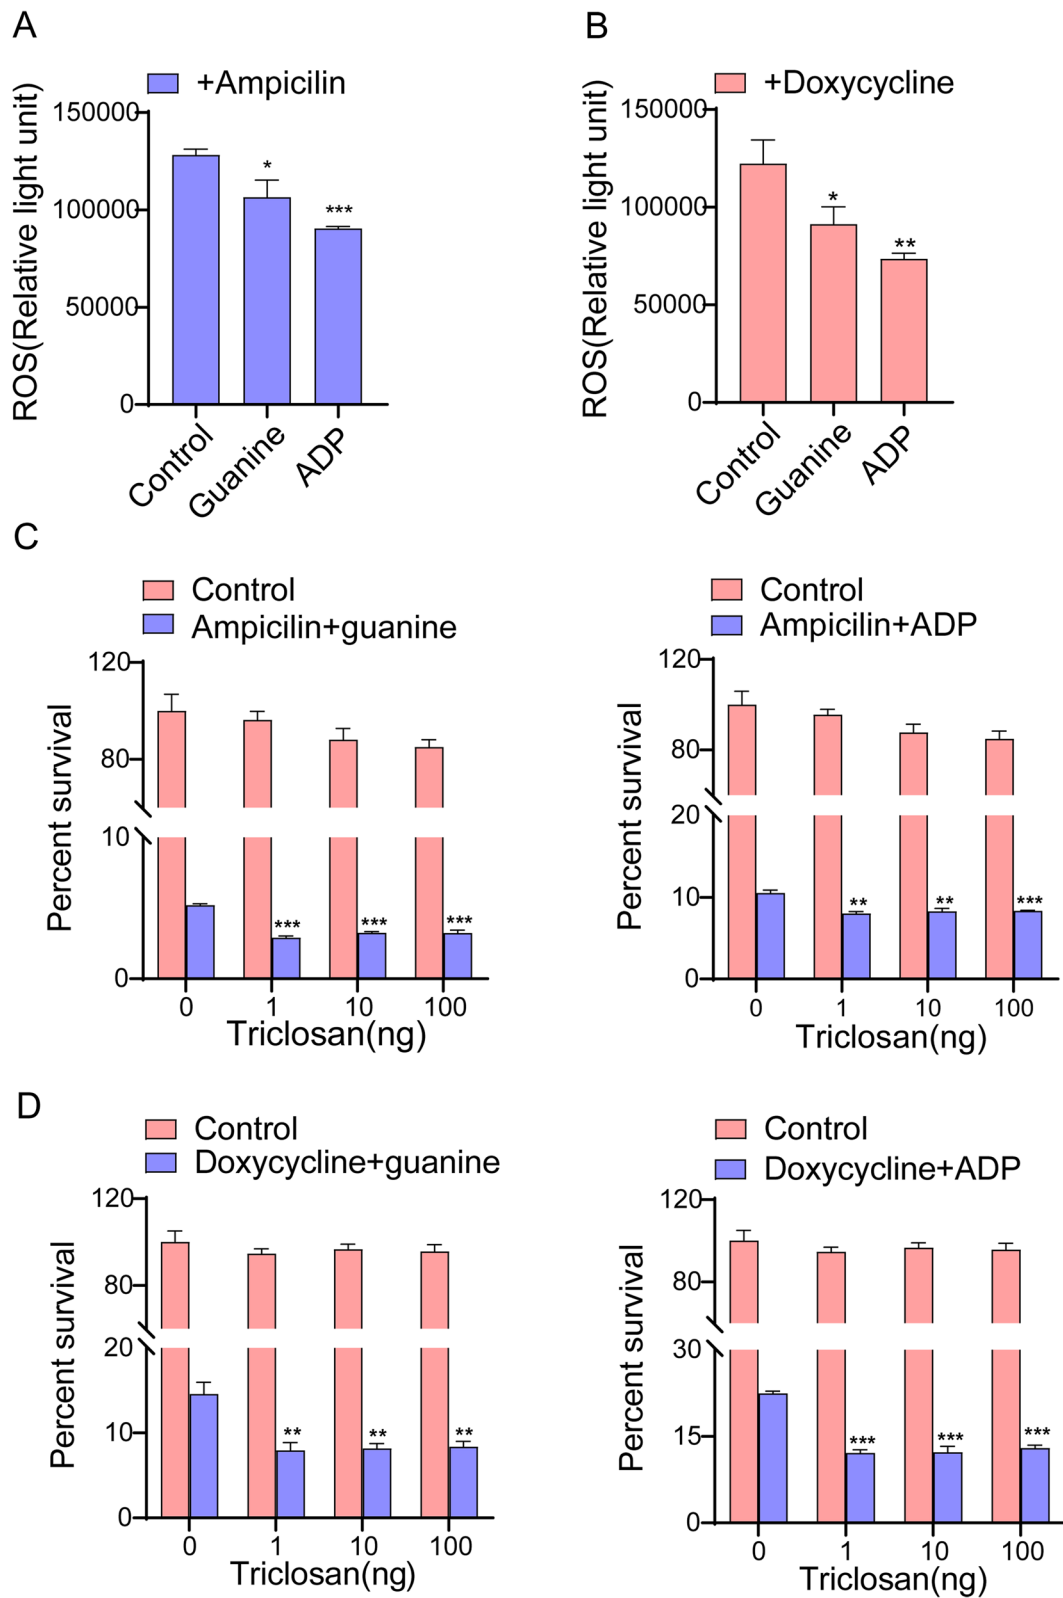 A
+Ampicilin
ROS(Relative light unit)
150000
100000
50000
0
*
***
Control
Guanine
ADP
B
+Doxycycline
ROS(Relative light unit)
150000
100000
50000
0
*
**
Control
Guanine
ADP
C
Control
Ampicilin+guanine
Percent survival
120
80
10
0
***
***
***
0 1 10 100
Triclosan(ng)
Control
Ampicilin+ADP
Percent survival
120
80
20
10
0
**
**
***
0 1 10 100
Triclosan(ng)
D
Control
Doxycycline+guanine
Percent survival
120
80
20
10
0
**
**
**
0 1 10 100
Triclosan(ng)
Control
Doxycycline+ADP
Percent survival
120
80
30
15
0
***
***
***
0 1 10 100
Triclosan(ng)